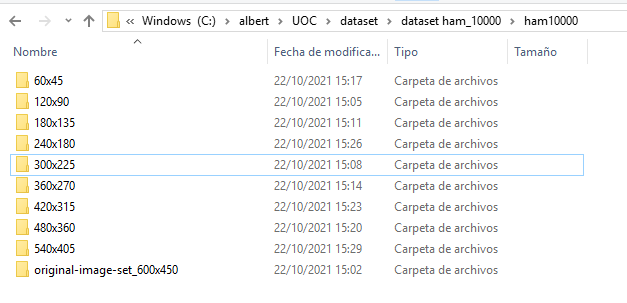 « Windows (C:) > albert > UOC > dataset > dataset ham_10000 > ham10000
Nombre Fecha de modifica... Tipo Tamaño
60x45 22/10/2021 15:17 Carpeta de archivos
120x90 22/10/2021 15:05 Carpeta de archivos
180x135 22/10/2021 15:11 Carpeta de archivos
240x180 22/10/2021 15:26 Carpeta de archivos
300x225 22/10/2021 15:08 Carpeta de archivos
360x270 22/10/2021 15:14 Carpeta de archivos
420x315 22/10/2021 15:23 Carpeta de archivos
480x360 22/10/2021 15:20 Carpeta de archivos
540x405 22/10/2021 15:29 Carpeta de archivos
original-image-set_600x450 22/10/2021 15:02 Carpeta de archivos